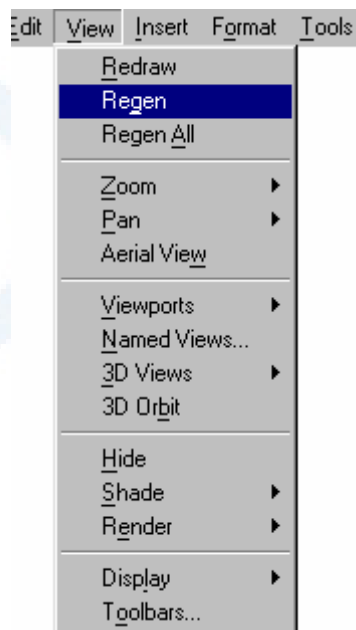 Edit View Insert Format Tools
Redraw
Regen
Regen All
Zoom
Pan
Aerial View
Viewports
Named Views...
3D Views
3D Orbit
Hide
Shade
Render
Display
Toolbars...